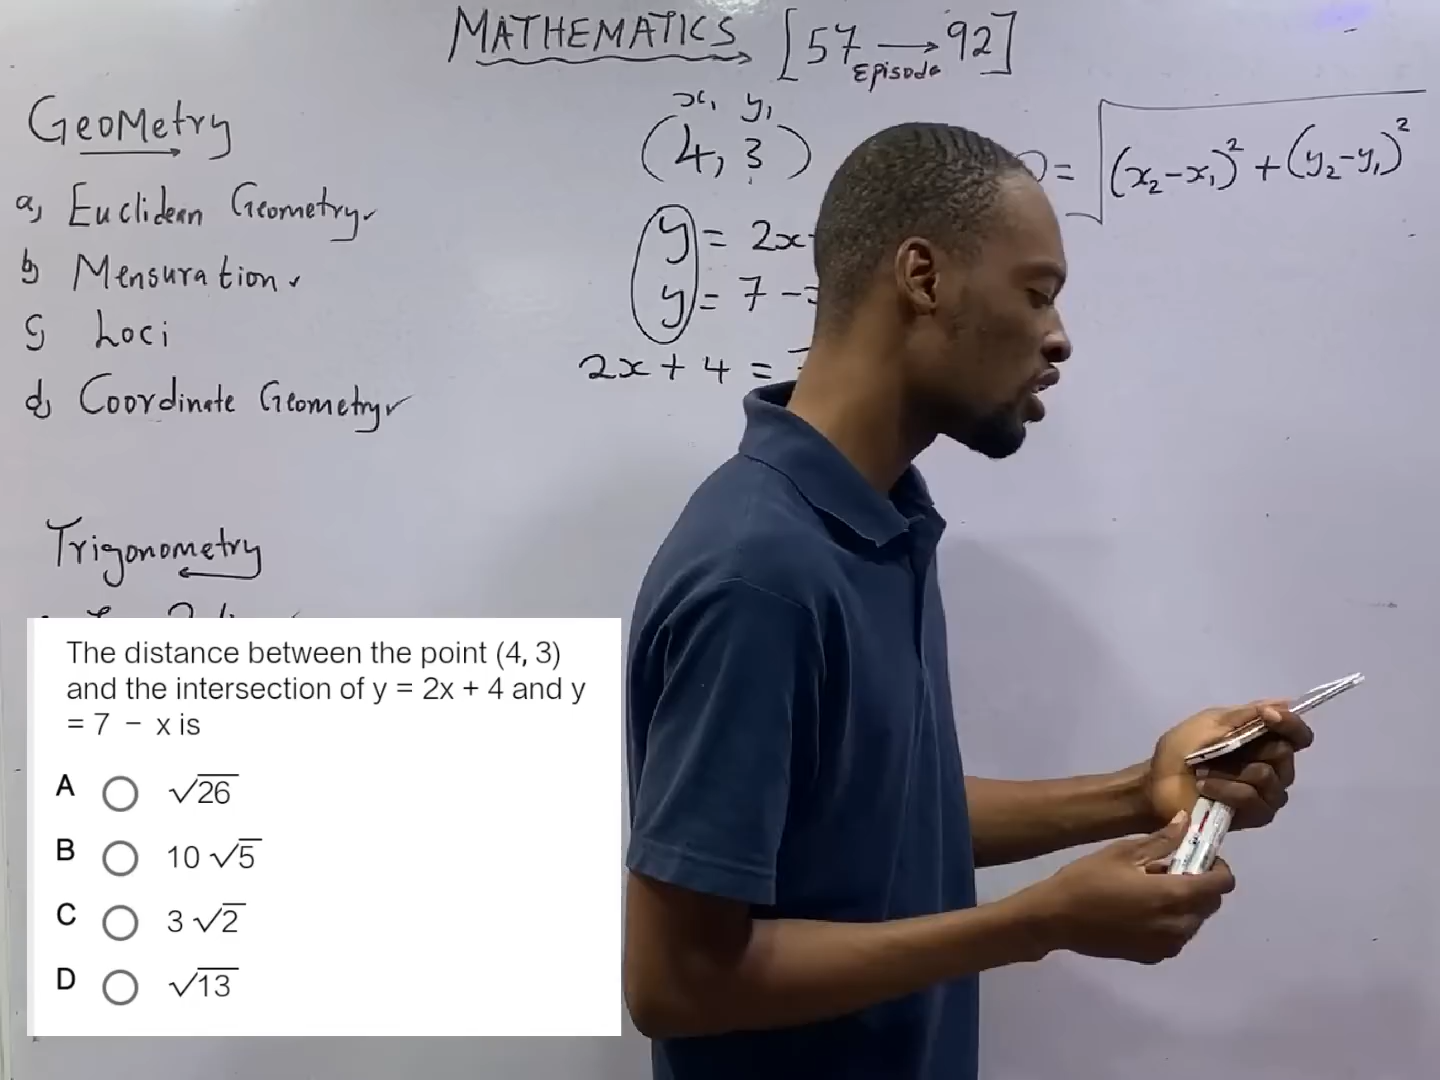 MATHEMATICS [57 → 92]
Episode
Geometry
a, Euclidean Geometry
b, Mensuration
c, Loci
d, Coordinate Geometry
Trigonometry
x₁ y₁
(4, 3)
y = 2x
y = 7 -
2x + 4 =
= √(x₂-x₁)² + (y₂-y₁)²
The distance between the point (4, 3)
and the intersection of y = 2x + 4 and y
= 7 − x is
A √26
B 10 √5
C 3 √2
D √13